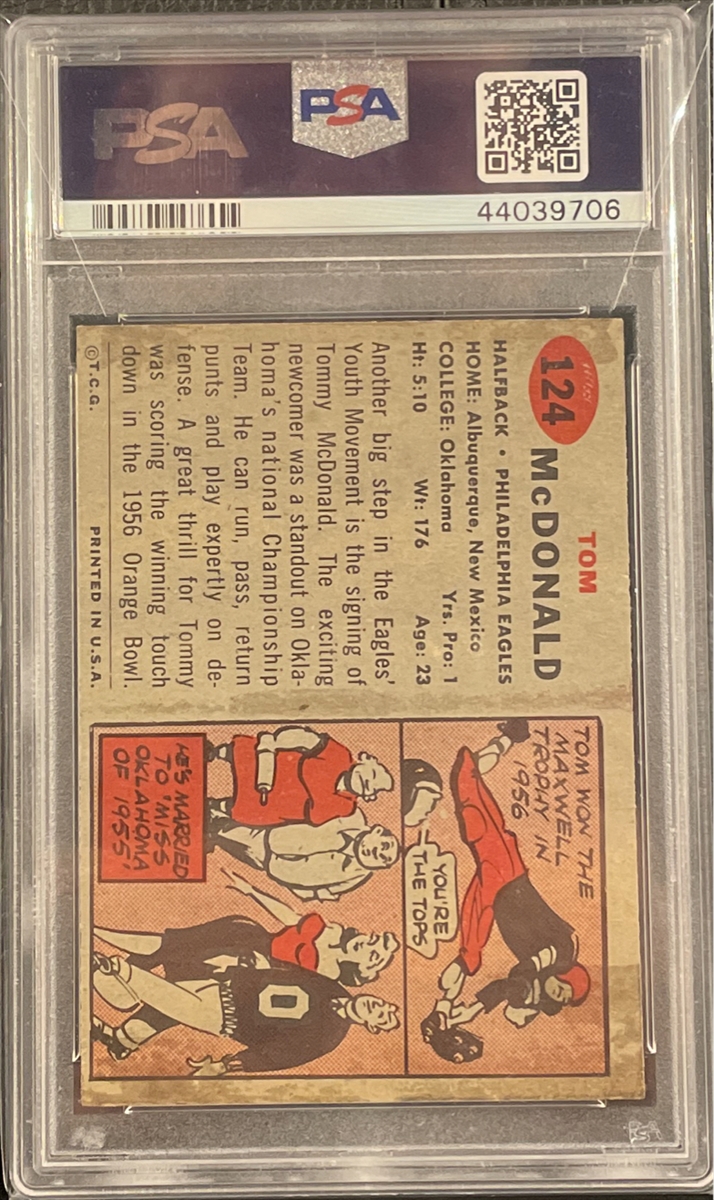 PSA
PSA
44039706
124
TOM
McDONALD
HALFBACK • PHILADELPHIA EAGLES
HOME: Albuquerque, New Mexico
COLLEGE: Oklahoma Yrs. Pro: 1
Ht: 5:10 Wt: 176 Age: 23
Another big step in the Eagles'
Youth Movement is the signing of
Tommy McDonald. The exciting
newcomer was a standout on Okla-
homa's national Championship
Team. He can run, pass, return
punts and play expertly on de-
fense. A great thrill for Tommy
was scoring the winning touch
down in the 1956 Orange Bowl.
©T.C.G. PRINTED IN U.S.A.
TOM WON THE
MAXWELL
TROPHY IN
1956
YOU'RE
THE TOPS
O
HE'S MARRIED
TO 'MISS
OKLAHOMA
OF 1955'